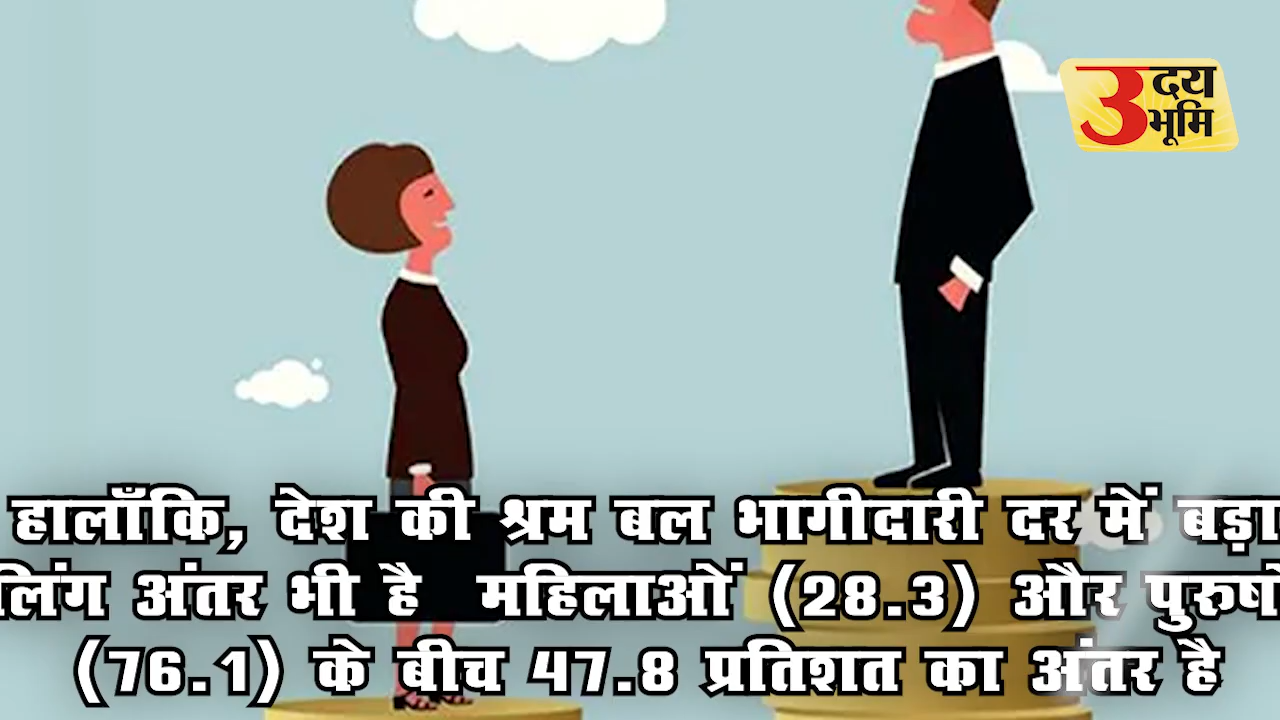 उदय
भूमि
हालाँकि, देश की श्रम बल भागीदारी दर में बड़ा
लिंग अंतर भी है महिलाओं (28.3) और पुरुषों
(76.1) के बीच 47.8 प्रतिशत का अंतर है